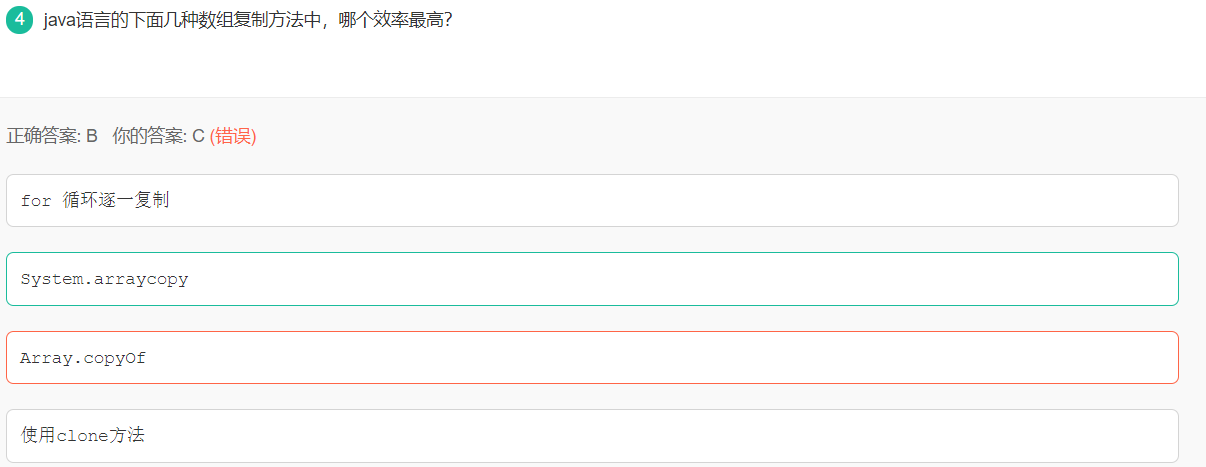 4 java语言的下面几种数组复制方法中，哪个效率最高？
正确答案: B 你的答案: C (错误)
for 循环逐一复制
System.arraycopy
Array.copyOf
使用clone方法